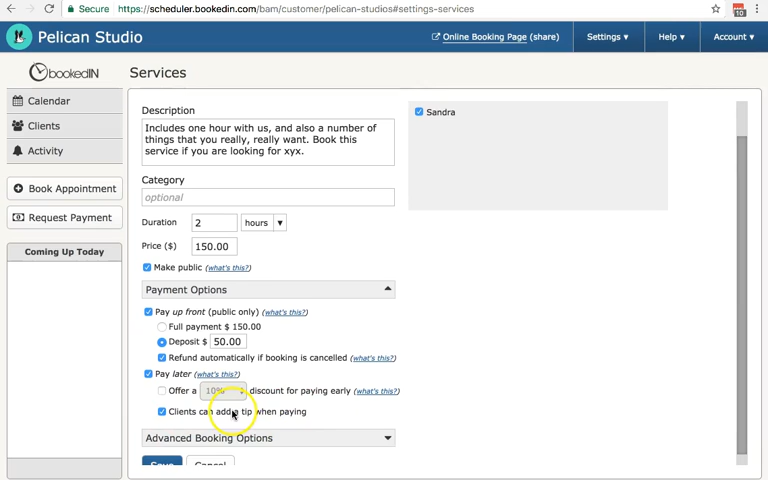 Secure https://scheduler.bookedin.com/bam/customer/pelican-studios#settings-services
10
Pelican Studio
Online Booking Page (share)
Settings ▾
Help ▾
Account ▾
bookedIN
Services
Calendar
Clients
Activity
Book Appointment
Request Payment
Coming Up Today
Description
Includes one hour with us, and also a number of
things that you really, really want. Book this
service if you are looking for xyx.
Sandra
Category
optional
Duration 2 hours ▾
Price ($) 150.00
Make public (what's this?)
Payment Options
Pay up front (public only) (what's this?)
Full payment $ 150.00
Deposit $ 50.00
Refund automatically if booking is cancelled (what's this?)
Pay later (what's this?)
Offer a 10% discount for paying early (what's this?)
Clients can add a tip when paying
Advanced Booking Options
Save Cancel